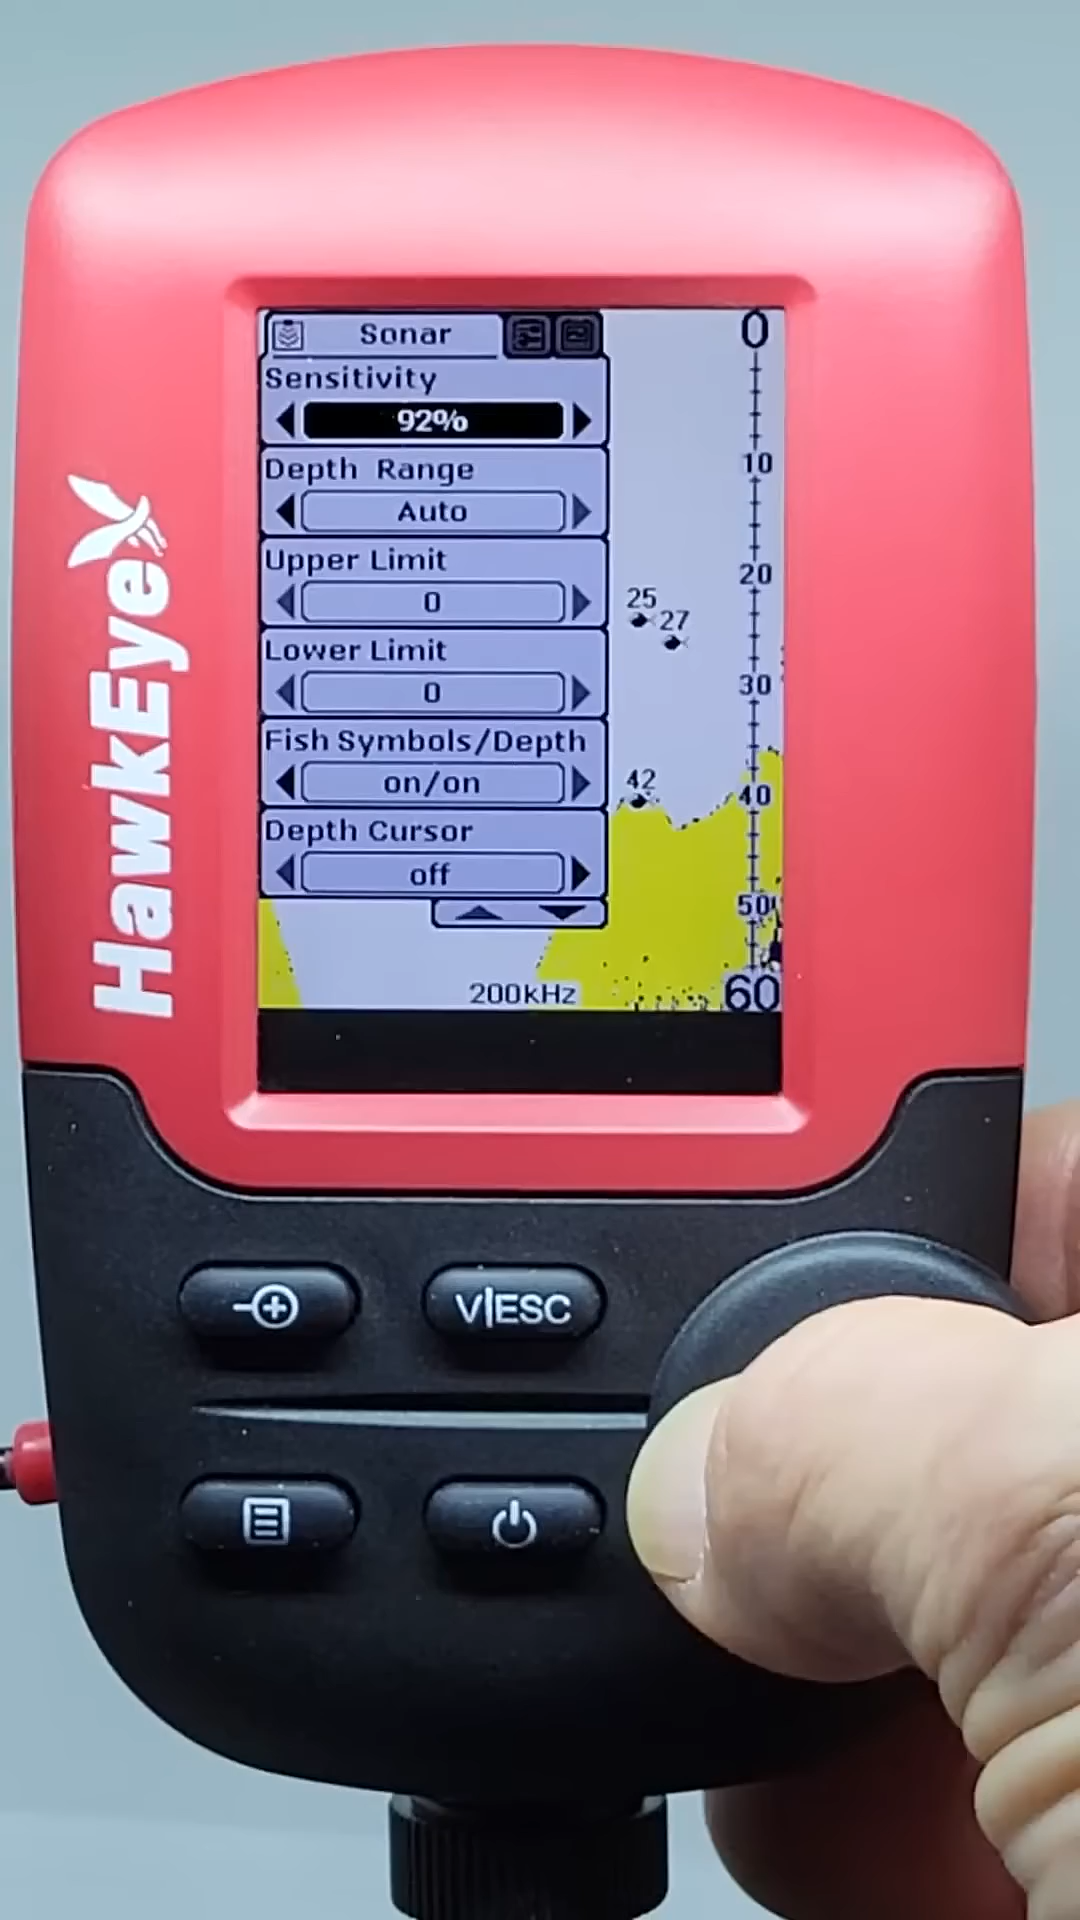 Sonar
Sensitivity
92%
Depth Range
Auto
Upper Limit
0
Lower Limit
0
Fish Symbols/Depth
on/on
Depth Cursor
off
200kHz
0
10
20
30
40
50
60
25
27
42
HawkEye
V|ESC